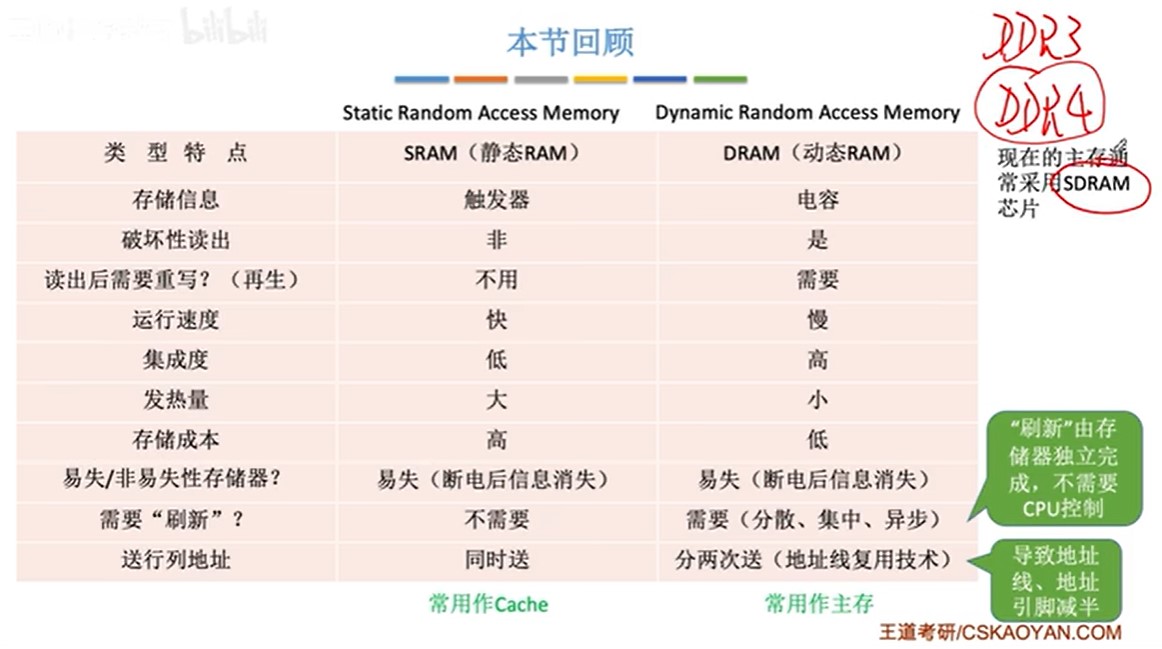 bilibili
本节回顾
DDR3
DDR4
Static Random Access Memory
Dynamic Random Access Memory
现在的主存通
常采用SDRAM
芯片
类 型 特 点
SRAM（静态RAM）
DRAM（动态RAM）
存储信息
触发器
电容
破坏性读出
非
是
读出后需要重写？（再生）
不用
需要
运行速度
快
慢
集成度
低
高
发热量
大
小
存储成本
高
低
易失/非易失性存储器？
易失（断电后信息消失）
易失（断电后信息消失）
需要“刷新”？
不需要
需要（分散、集中、异步）
送行列地址
同时送
分两次送（地址线复用技术）
“刷新”由存
储器独立完
成，不需要
CPU控制
导致地址
线、地址
引脚减半
常用作Cache
常用作主存
王道考研/CSKAOYAN.COM